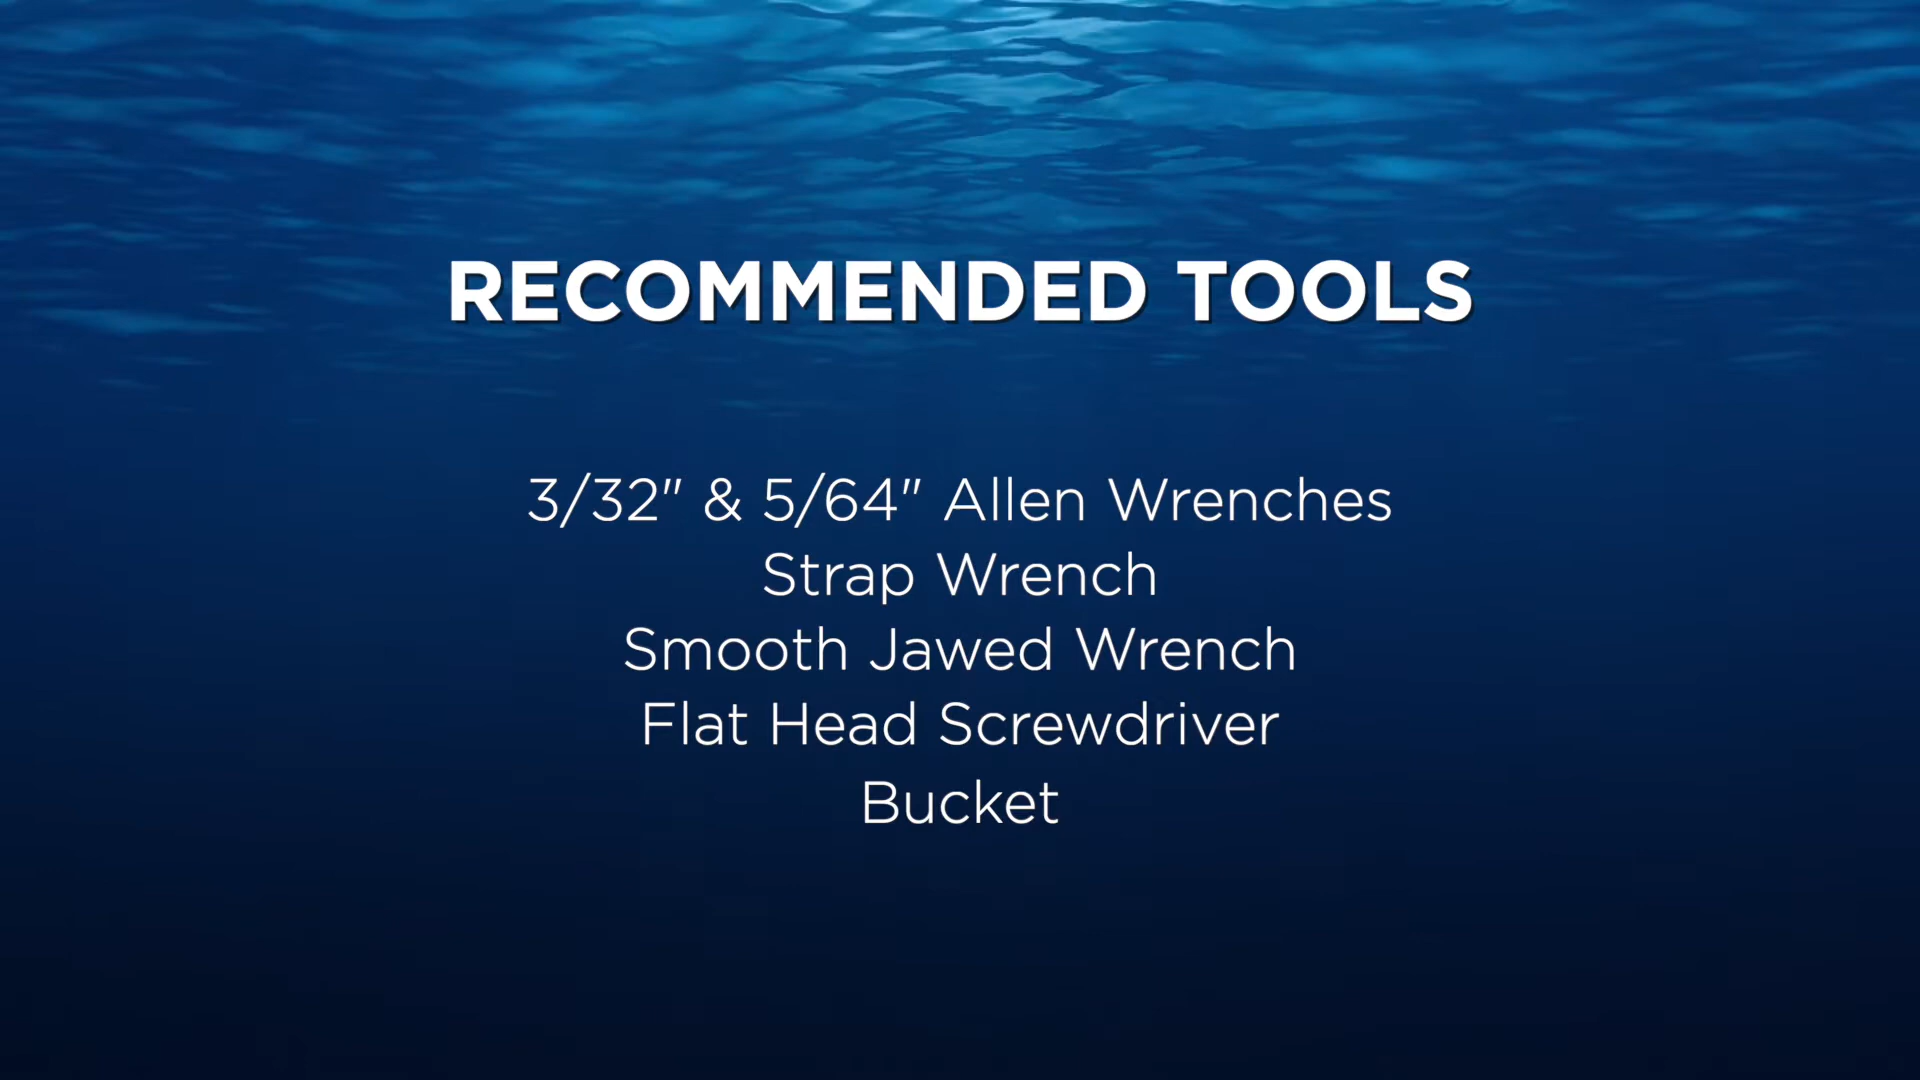 RECOMMENDED TOOLS
3/32" & 5/64" Allen Wrenches
Strap Wrench
Smooth Jawed Wrench
Flat Head Screwdriver
Bucket